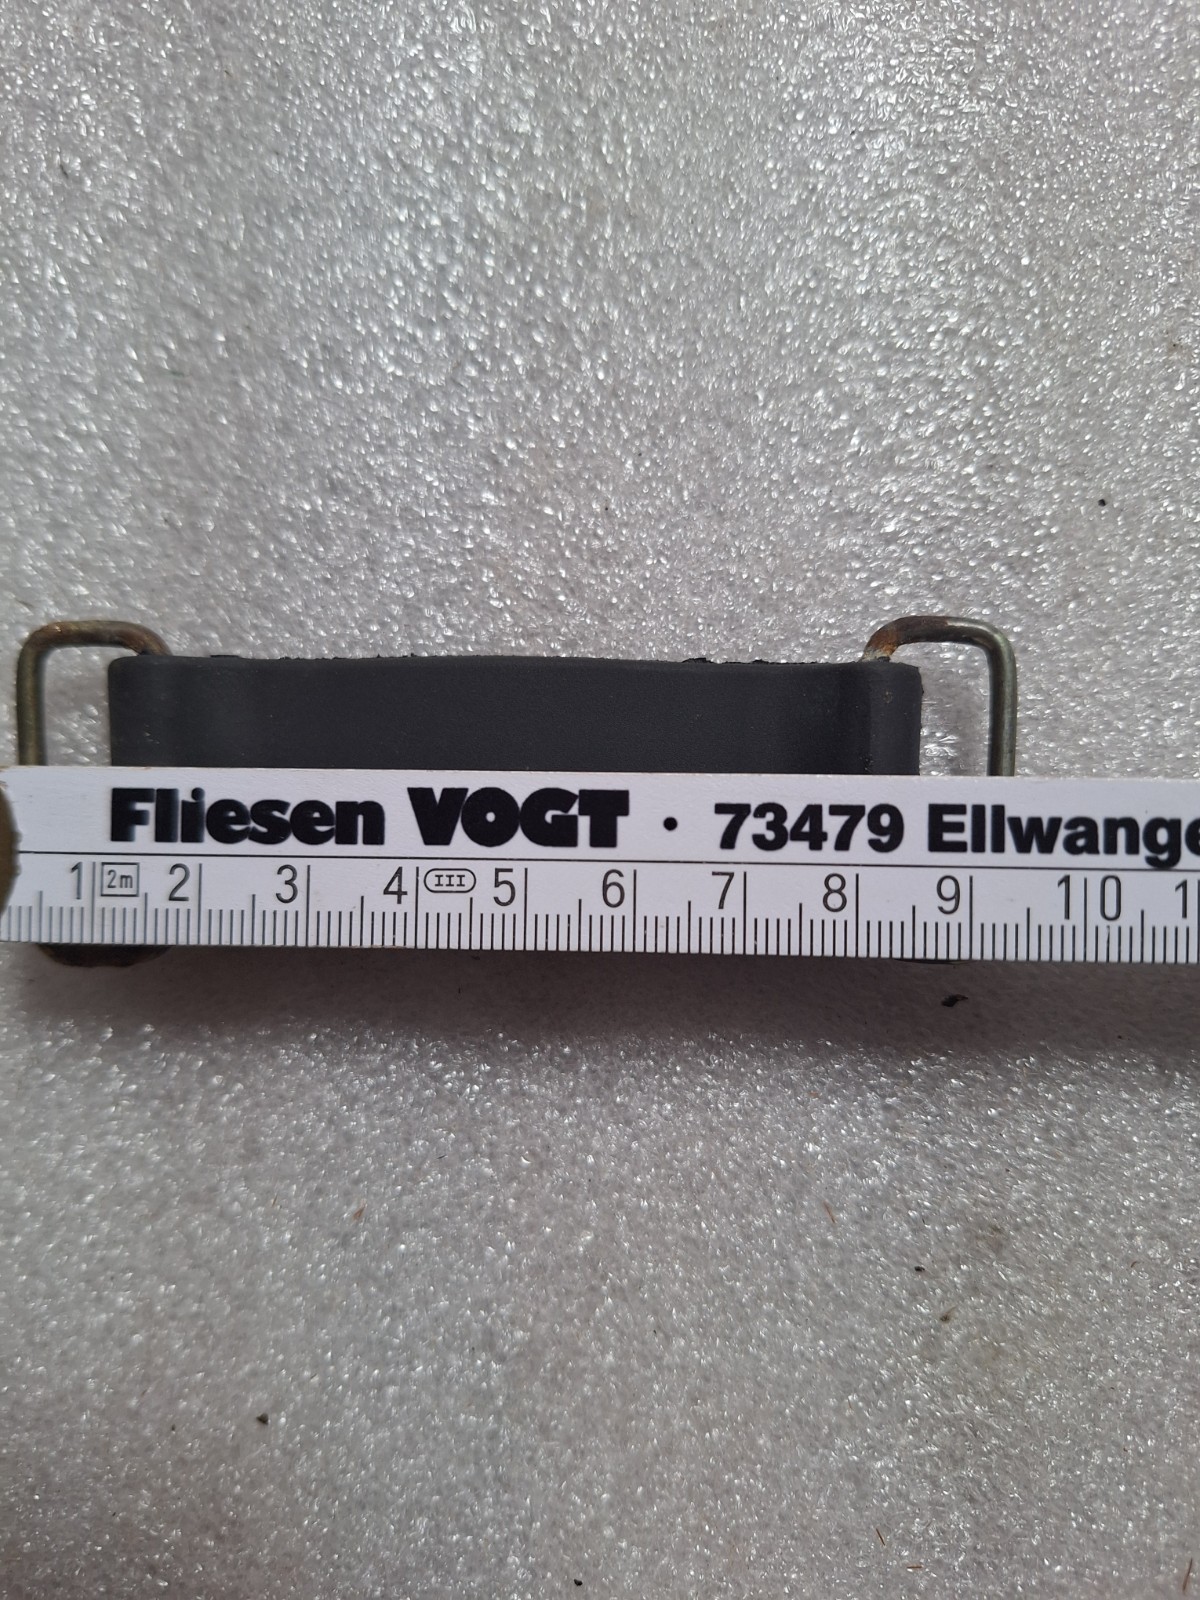 Fliesen VOGT · 73479 Ellwange
1 2m 2 3 4 III 5 6 7 8 9 10 1